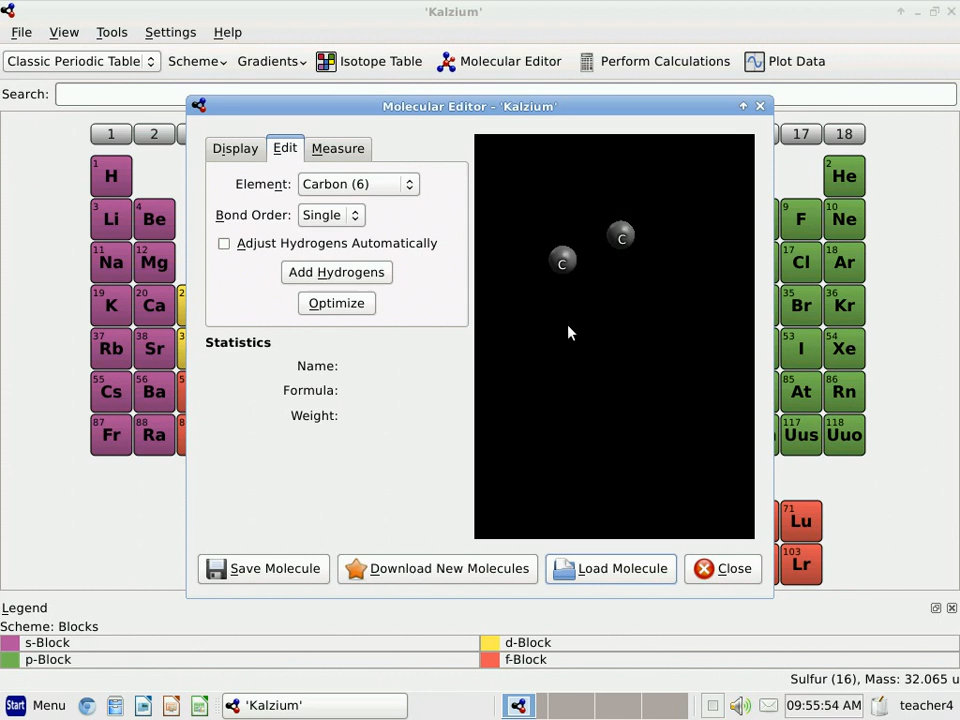 'Kalzium'
File View Tools Settings Help
Classic Periodic Table Scheme Gradients Isotope Table Molecular Editor Perform Calculations Plot Data
Search:
Molecular Editor - 'Kalzium'
1 2 17 18
Display Edit Measure
1 H 2 He
Element: Carbon (6)
3 Li 4 Be 9 F 10 Ne
Bond Order: Single
Adjust Hydrogens Automatically
11 Na 12 Mg 17 Cl 18 Ar
Add Hydrogens
C C
19 K 20 Ca 2 35 Br 36 Kr
Optimize
37 Rb 38 Sr 3 53 I 54 Xe
Statistics
Name:
55 Cs 56 Ba 5 85 At 86 Rn
Formula:
Weight:
87 Fr 88 Ra 8 117 Uus 118 Uuo
71 Lu
103 Lr
Save Molecule Download New Molecules Load Molecule Close
Legend
Scheme: Blocks
s-Block d-Block
p-Block f-Block
Sulfur (16), Mass: 32.065 u
Start Menu 'Kalzium' 09:55:54 AM teacher4